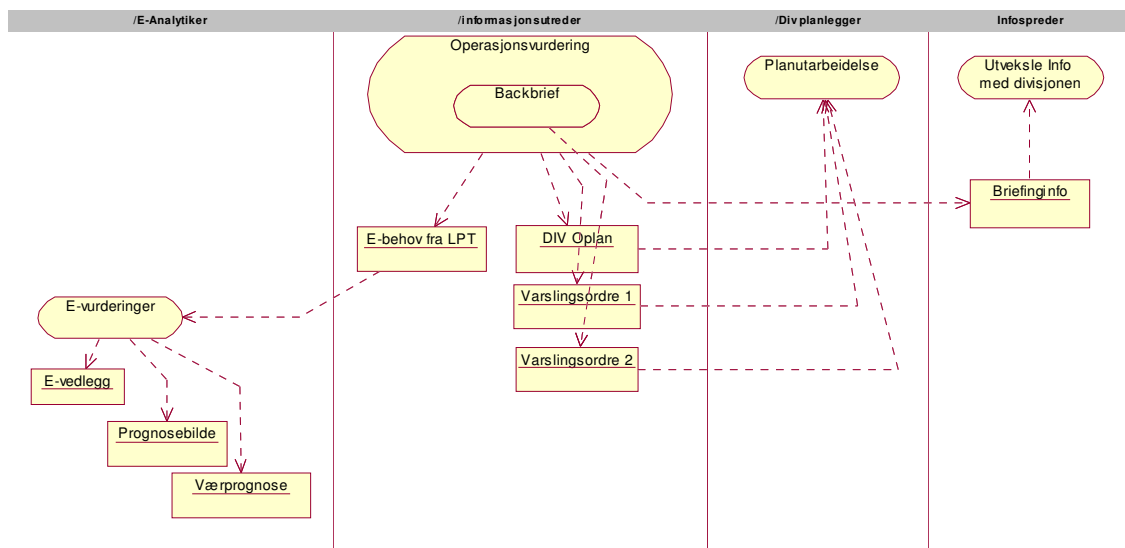 /E-Analytiker
/informasjonsutreder
/Divplanlegger
Infospreder
Operasjonsvurdering
Backbrief
Planutarbeidelse
Utveksle Info
med divisjonen
Briefinginfo
E-behov fra LPT
DIV Oplan
Varslingsordre 1
Varslingsordre 2
E-vurderinger
E-vedlegg
Prognosebilde
Værprognose